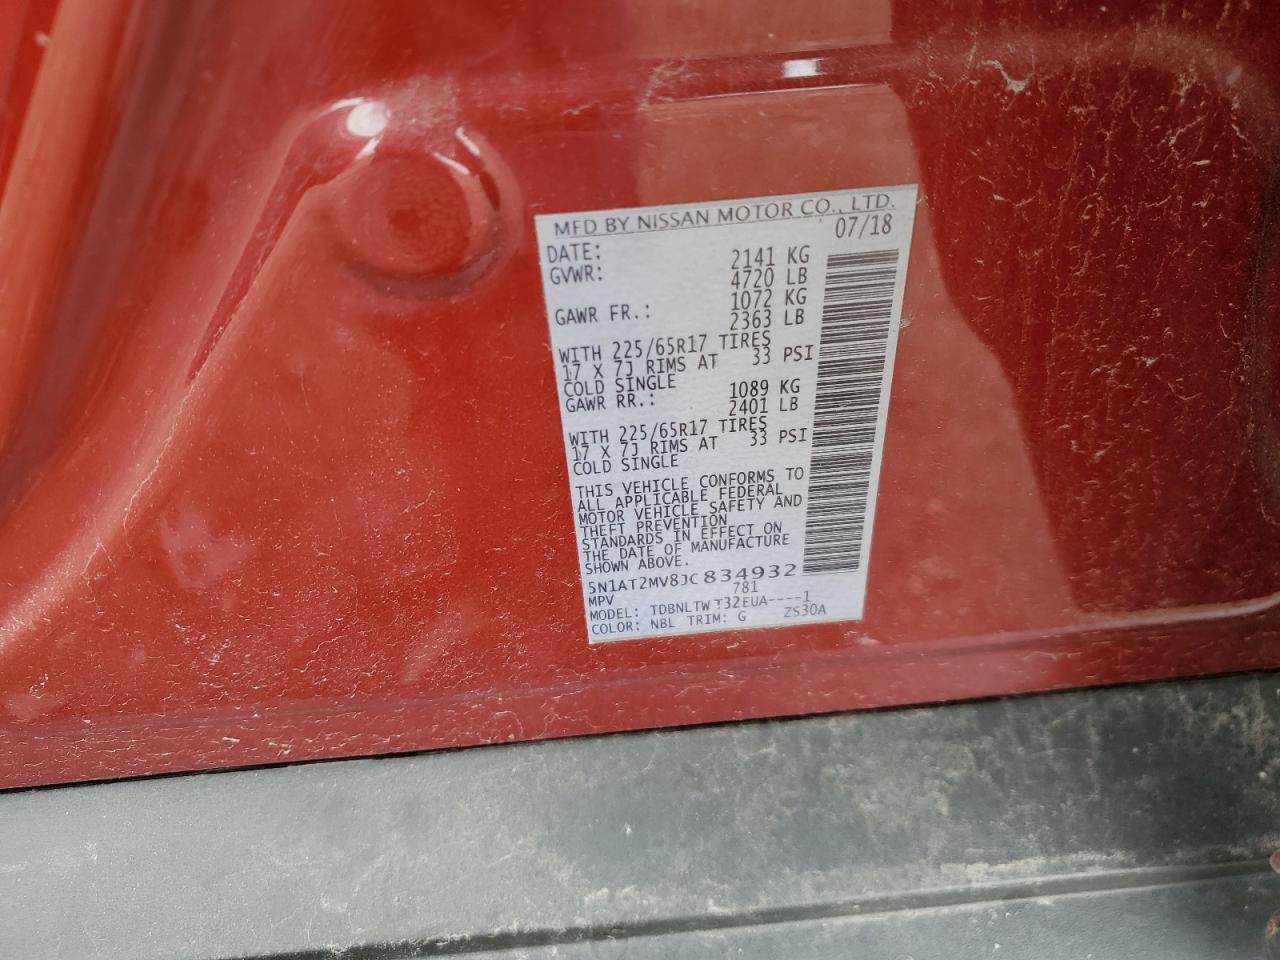 MFD BY NISSAN MOTOR CO., LTD.
DATE: 07/18
GVWR: 2141 KG
4720 LB
GAWR FR.: 1072 KG
2363 LB
WITH 225/65R17 TIRES
17 X 7J RIMS AT 33 PSI
COLD SINGLE
GAWR RR.: 1089 KG
2401 LB
WITH 225/65R17 TIRES
17 X 7J RIMS AT 33 PSI
COLD SINGLE
THIS VEHICLE CONFORMS TO
ALL APPLICABLE FEDERAL
MOTOR VEHICLE SAFETY AND
THEFT PREVENTION
STANDARDS IN EFFECT ON
THE DATE OF MANUFACTURE
SHOWN ABOVE.
5N1AT2MV8JC834932
MPV 781
MODEL: TDBNLTWT32EUA----1
COLOR: NBL TRIM: G ZS30A